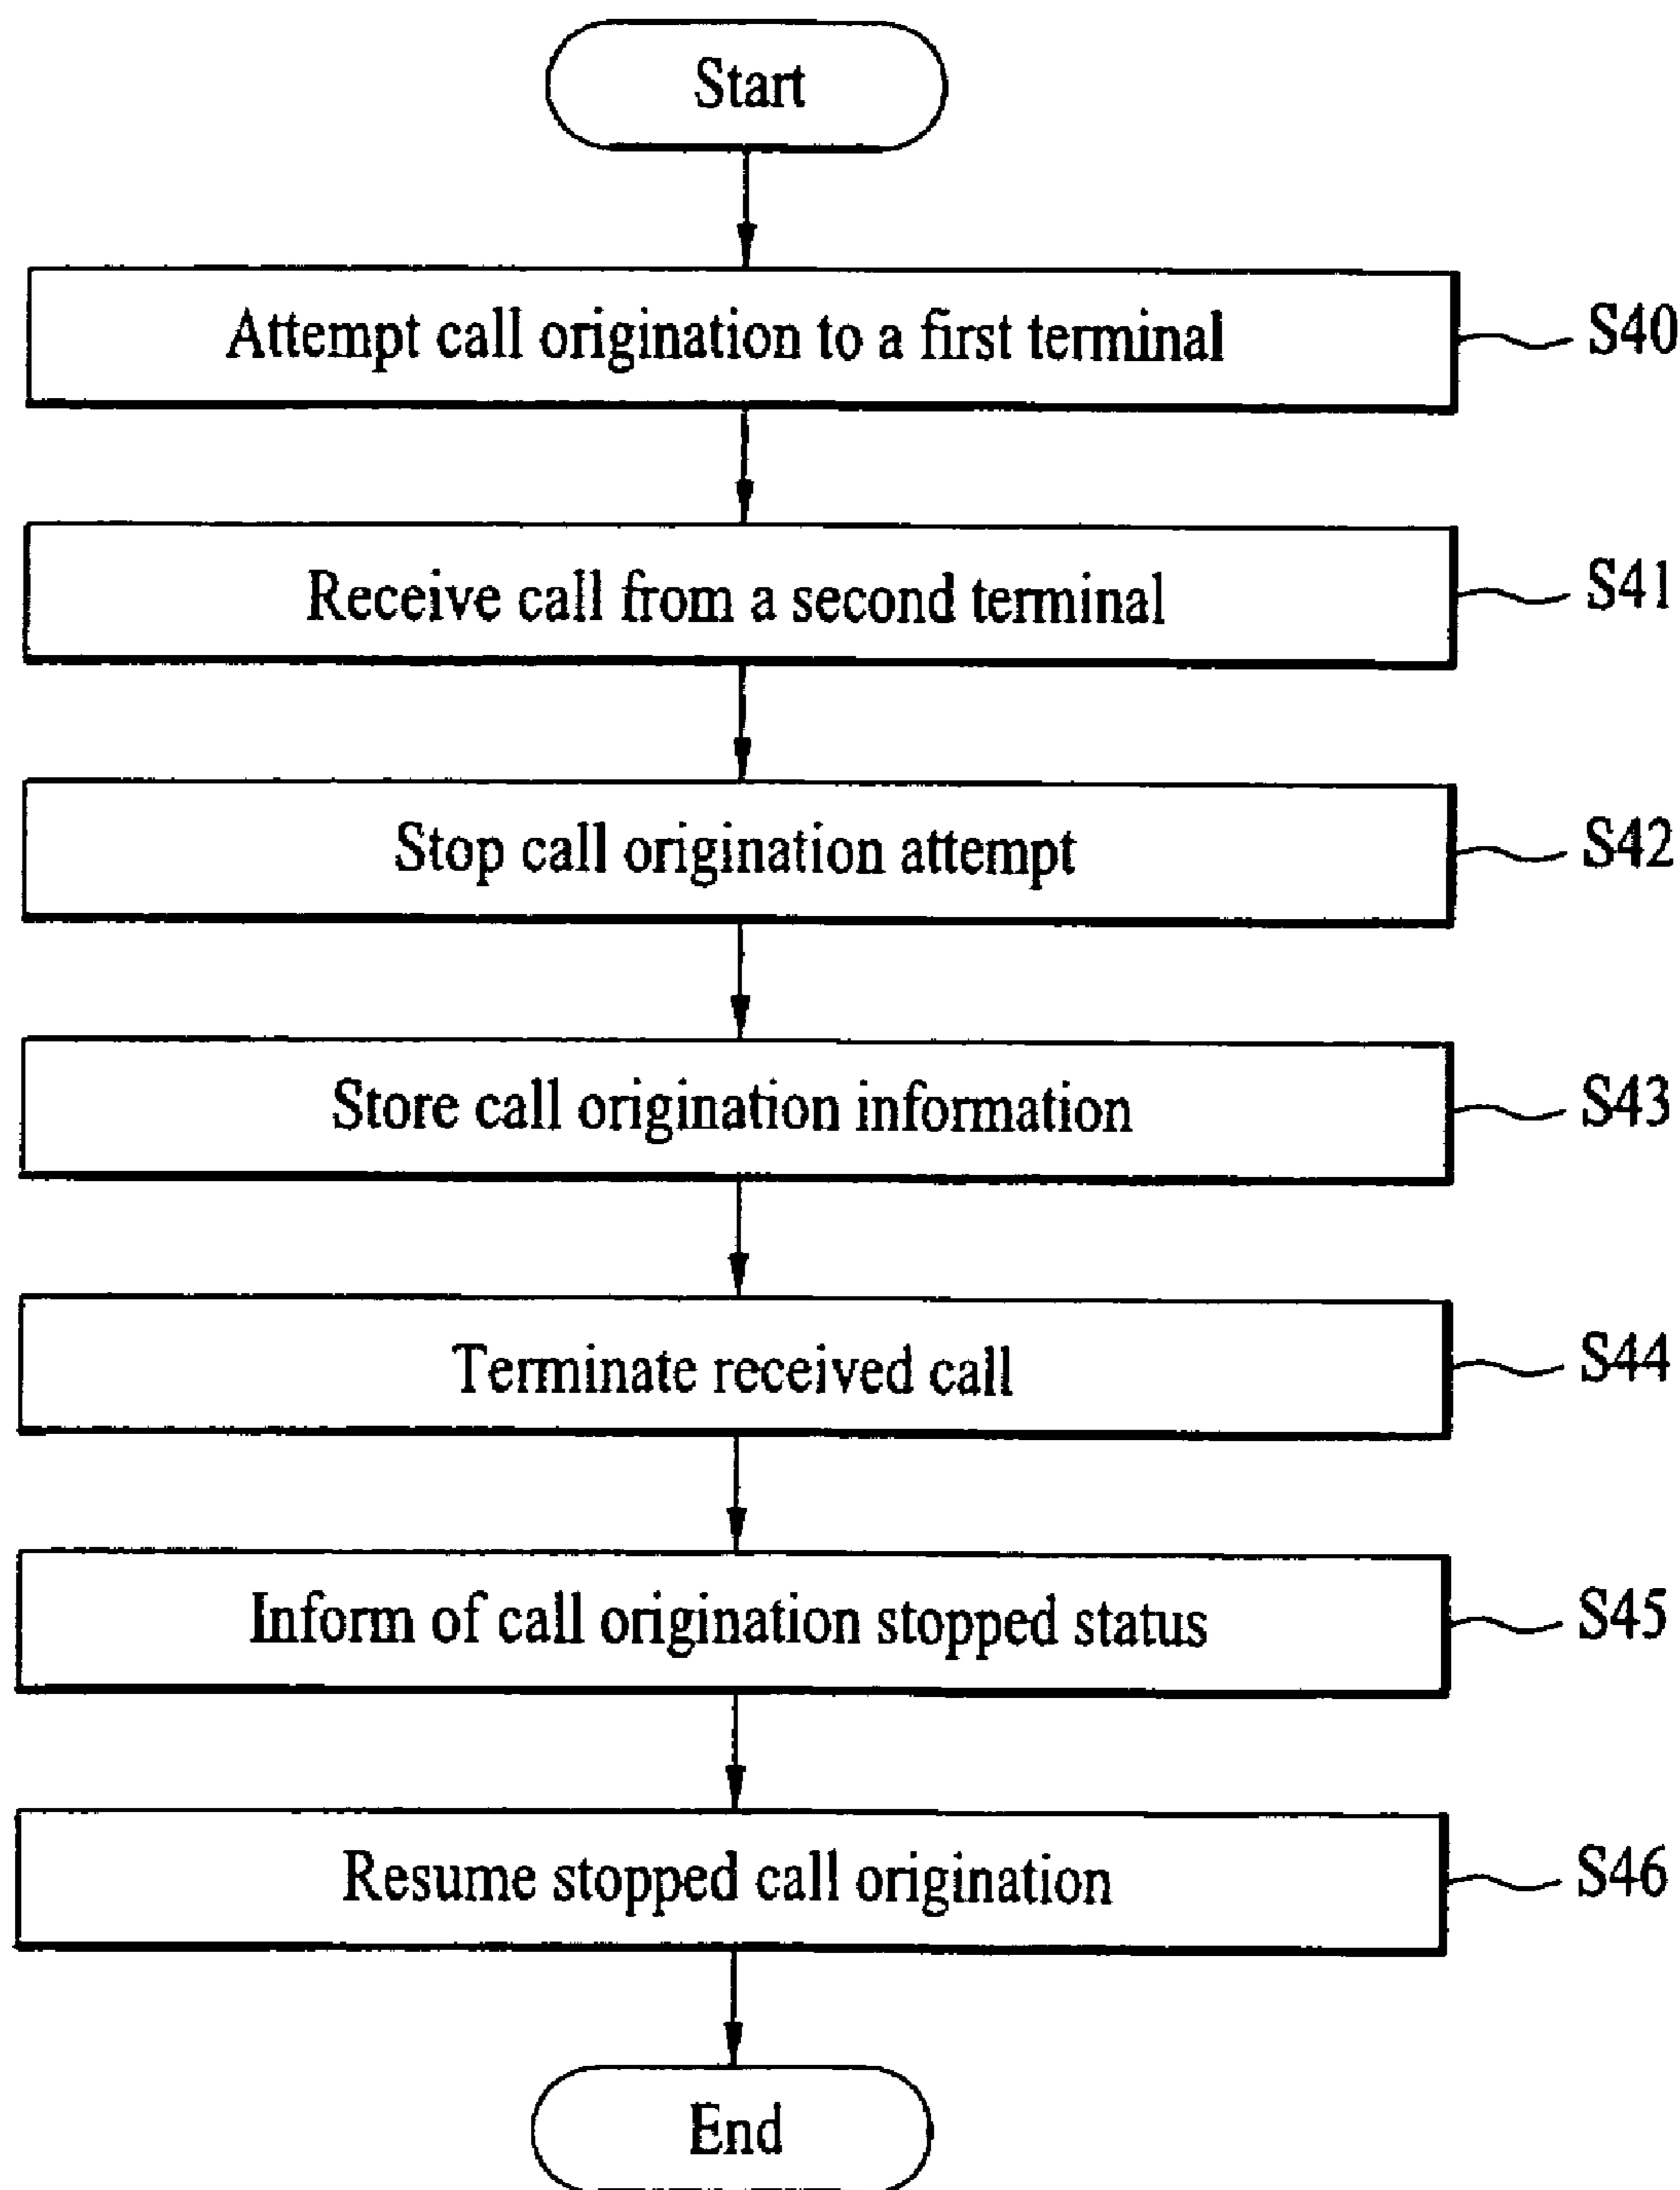 Start
Attempt call origination to a first terminal
S40
Receive call from a second terminal
S41
Stop call origination attempt
S42
Store call origination information
S43
Terminate received call
S44
Inform of call origination stopped status
S45
Resume stopped call origination
S46
End